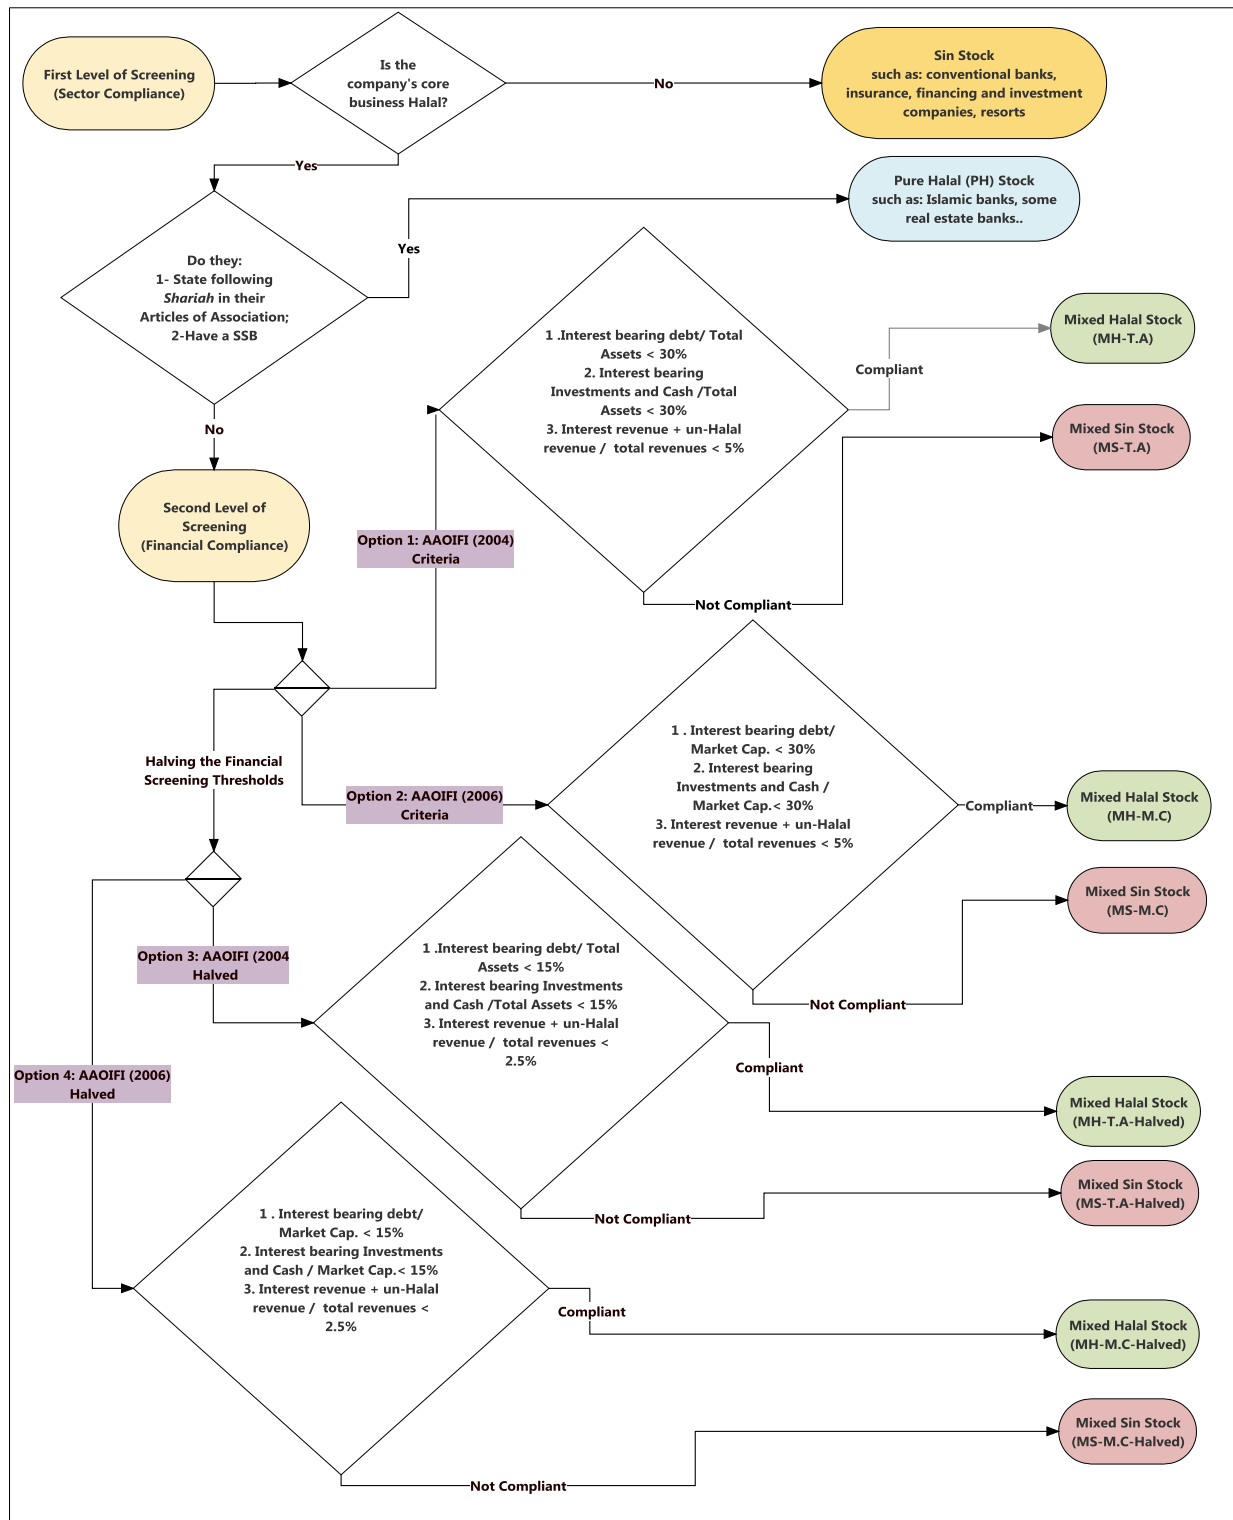 First Level of Screening
(Sector Compliance)
Is the
company's core
business Halal?
No
Sin Stock
such as: conventional banks,
insurance, financing and investment
companies, resorts
Yes
Pure Halal (PH) Stock
such as: Islamic banks, some
real estate banks..
Yes
Do they:
1- State following
Shariah in their
Articles of Association;
2-Have a SSB
No
Second Level of
Screening
(Financial Compliance)
Option 1: AAOIFI (2004)
Criteria
1 .Interest bearing debt/ Total
Assets < 30%
2. Interest bearing
Investments and Cash /Total
Assets < 30%
3. Interest revenue + un-Halal
revenue /  total revenues < 5%
Compliant
Mixed Halal Stock
(MH-T.A)
Mixed Sin Stock
(MS-T.A)
Not Compliant
Halving the Financial
Screening Thresholds
Option 2: AAOIFI (2006)
Criteria
1 . Interest bearing debt/
Market Cap. < 30%
2. Interest bearing
Investments and Cash /
Market Cap.< 30%
3. Interest revenue + un-Halal
revenue /  total revenues < 5%
Compliant
Mixed Halal Stock
(MH-M.C)
Mixed Sin Stock
(MS-M.C)
Not Compliant
Option 3: AAOIFI (2004
Halved
1 .Interest bearing debt/ Total
Assets < 15%
2. Interest bearing Investments
and Cash /Total Assets < 15%
3. Interest revenue + un-Halal
revenue /  total revenues <
2.5%
Compliant
Mixed Halal Stock
(MH-T.A-Halved)
Mixed Sin Stock
(MS-T.A-Halved)
Not Compliant
Option 4: AAOIFI (2006)
Halved
1 . Interest bearing debt/
Market Cap. < 15%
2. Interest bearing Investments
and Cash / Market Cap.< 15%
3. Interest revenue + un-Halal
revenue /  total revenues <
2.5%
Compliant
Mixed Halal Stock
(MH-M.C-Halved)
Mixed Sin Stock
(MS-M.C-Halved)
Not Compliant